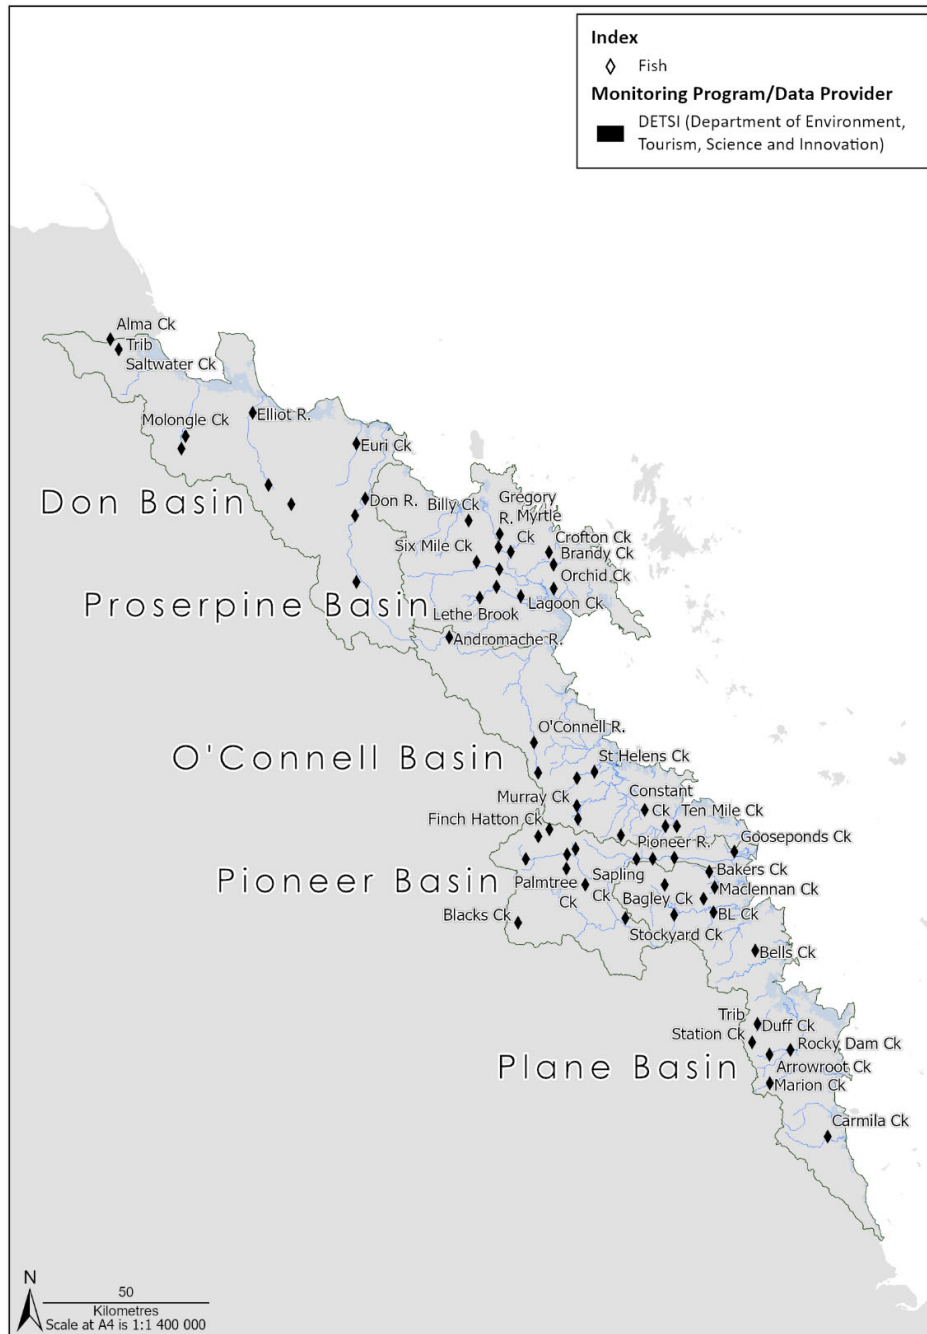 Index
Fish
Monitoring Program/Data Provider
DETSI (Department of Environment,
Tourism, Science and Innovation)
Alma Ck
Trib
Saltwater Ck
Molongle Ck
Elliot R.
Euri Ck
Don Basin
Don R.
Billy Ck
Gregory
R.
Myrtle
Ck
Six Mile Ck
Crofton Ck
Brandy Ck
Orchid Ck
Proserpine Basin
Lethe Brook
Lagoon Ck
Andromache R.
O'Connell R.
O'Connell Basin
St Helens Ck
Murray Ck
Constant
Ck
Ten Mile Ck
Finch Hatton Ck
Pioneer R.
Gooseponds Ck
Pioneer Basin
Palmtree
Ck
Sapling
Ck
Bakers Ck
Maclennan Ck
Bagley Ck
Blacks Ck
BL Ck
Stockyard Ck
Bells Ck
Trib
Station Ck
Duff Ck
Rocky Dam Ck
Plane Basin
Arrowroot Ck
Marion Ck
Carmila Ck
N
50
Kilometres
Scale at A4 is 1:1 400 000